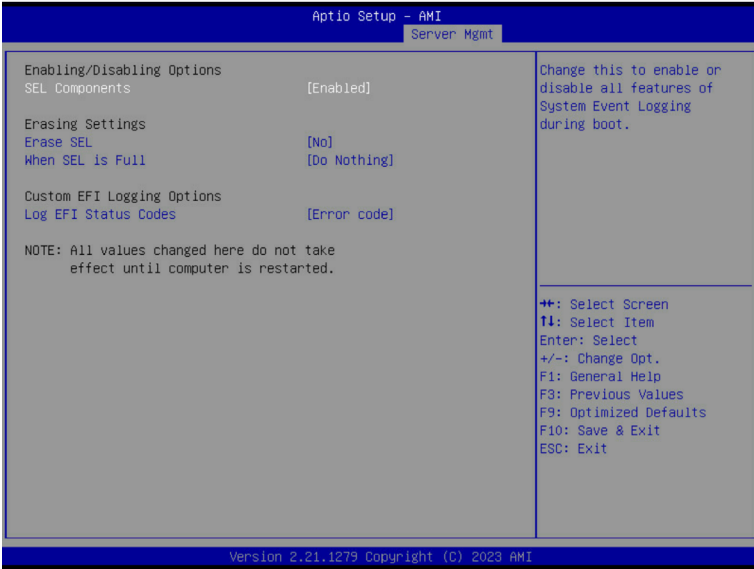 Aptio Setup - AMI
Server Mgmt
Enabling/Disabling Options
SEL Components [Enabled]
Erasing Settings
Erase SEL [No]
When SEL is Full [Do Nothing]
Custom EFI Logging Options
Log EFI Status Codes [Error code]
NOTE: All values changed here do not take
effect until computer is restarted.
Change this to enable or
disable all features of
System Event Logging
during boot.
→←: Select Screen
↑↓: Select Item
Enter: Select
+/-: Change Opt.
F1: General Help
F3: Previous Values
F9: Optimized Defaults
F10: Save & Exit
ESC: Exit
Version 2.21.1279 Copyright (C) 2023 AMI